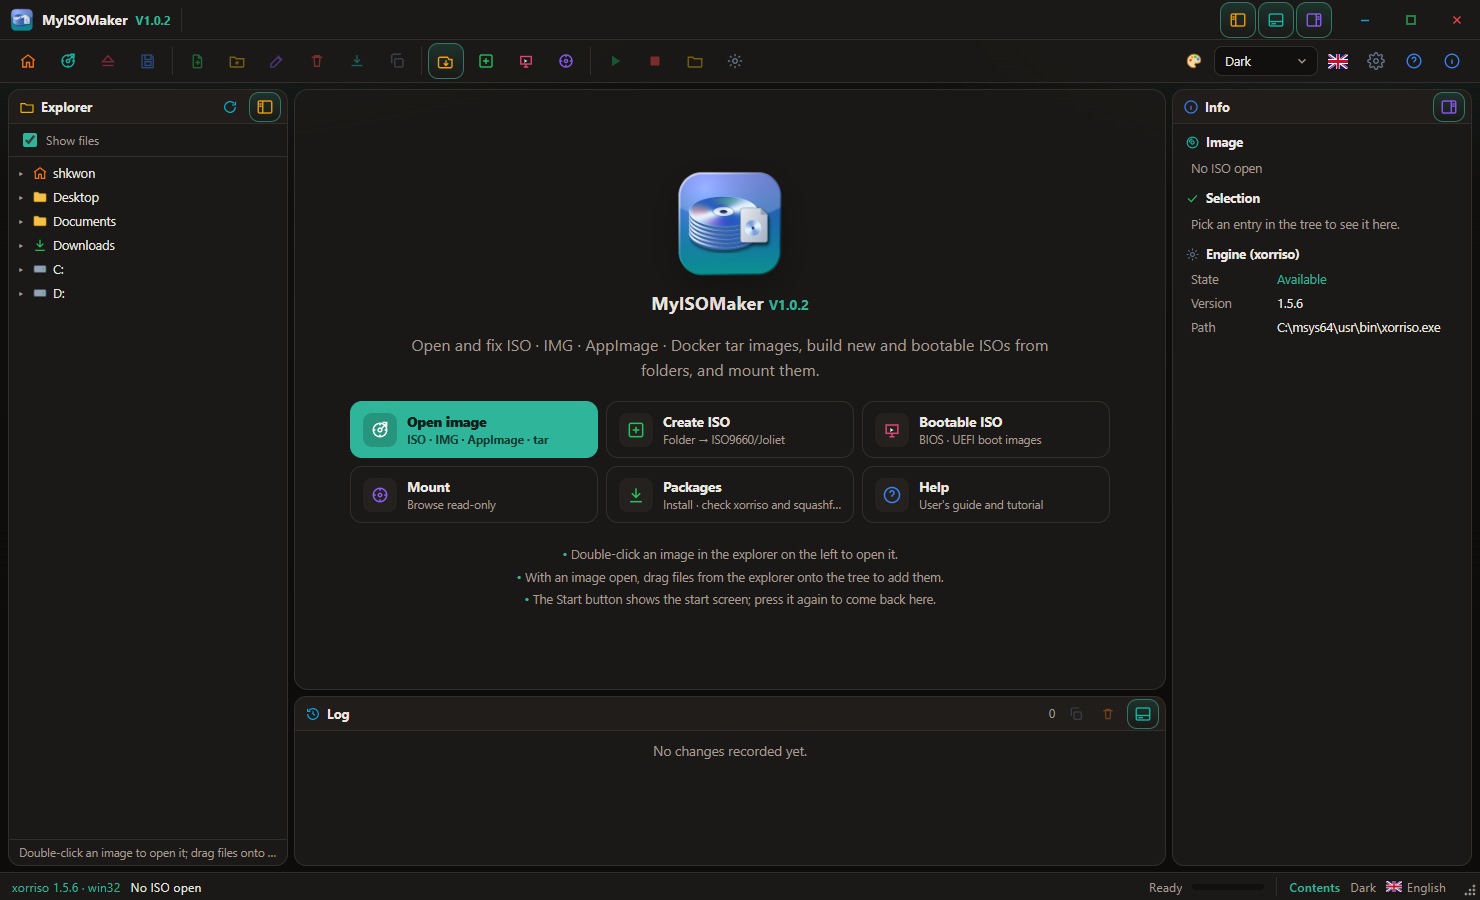 MyISOMaker V1.0.2
Dark
Explorer
Show files
shkwon
Desktop
Documents
Downloads
C:
D:
Double-click an image to open it; drag files onto ...
MyISOMaker V1.0.2
Open and fix ISO · IMG · AppImage · Docker tar images, build new and bootable ISOs from
folders, and mount them.
Open image
ISO · IMG · AppImage · tar
Create ISO
Folder → ISO9660/Joliet
Bootable ISO
BIOS · UEFI boot images
Mount
Browse read-only
Packages
Install · check xorriso and squashf...
Help
User's guide and tutorial
• Double-click an image in the explorer on the left to open it.
• With an image open, drag files from the explorer onto the tree to add them.
• The Start button shows the start screen; press it again to come back here.
Log
0
No changes recorded yet.
Info
Image
No ISO open
Selection
Pick an entry in the tree to see it here.
Engine (xorriso)
State Available
Version 1.5.6
Path C:\msys64\usr\bin\xorriso.exe
xorriso 1.5.6 · win32 No ISO open
Ready
Contents Dark English